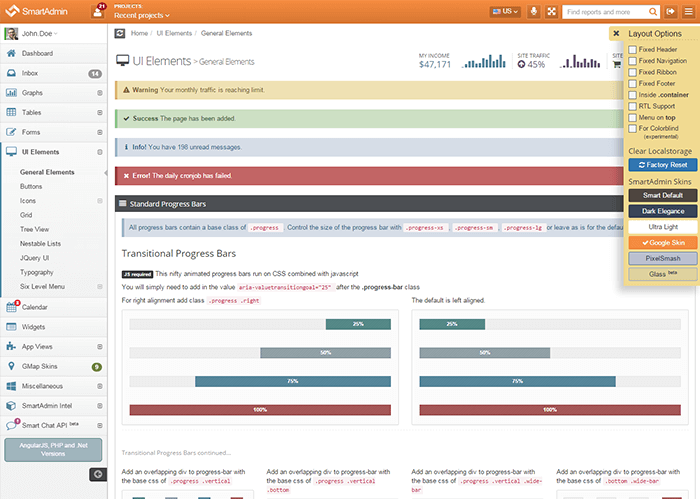 SmartAdmin
21
PROJECTS
Recent projects
US
Find reports and more
John.Doe
Dashboard
Inbox
14
Graphs
Tables
Forms
UI Elements
General Elements
Buttons
Icons
Grid
Tree View
Nestable Lists
JQuery UI
Typography
Six Level Menu
Calendar
Widgets
App Views
GMap Skins
9
Miscellaneous
SmartAdmin Intel
Smart Chat API beta
AngularJS, PHP and .Net
Versions
Home / UI Elements / General Elements
UI Elements > General Elements
MY INCOME
$47,171
SITE TRAFFIC
45%
SITE
Warning Your monthly traffic is reaching limit.
Success The page has been added.
Info! You have 198 unread messages.
Error! The daily cronjob has failed.
Standard Progress Bars
All progress bars contain a base class of .progress Control the size of the progress bar with .progress-xs , .progress-sm , .progress-lg or leave as is for the default
Transitional Progress Bars
JS required This nifty animated progress bars run on CSS combined with javascript
You will simply need to add in the value aria-valuetransitiongoal="25" after the .progress-bar class
For right alignment add class .progress .right
25%
50%
75%
100%
The default is left aligned.
25%
50%
75%
100%
Transitional Progress Bars continued...
Add an overlapping div to progress-bar with
the base css of .progress .vertical
Add an overlapping div to progress-bar with
the base css of .progress .vertical
.bottom
Add an overlapping div to progress-bar with
the base css of .progress .vertical .wide-
bar
Add an overlapping div to progress-bar with
the base css of .bottom .wide-bar
Layout Options
Fixed Header
Fixed Navigation
Fixed Ribbon
Fixed Footer
Inside .container
RTL Support
Menu on top
For Colorblind
(experimental)
Clear Localstorage
Factory Reset
SmartAdmin Skins
Smart Default
Dark Elegance
Ultra Light
Google Skin
PixelSmash
Glass beta